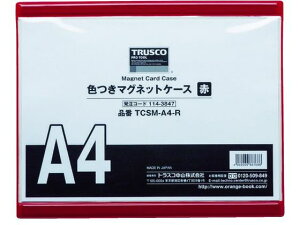 TRUSCO
PRO TOOL
Magnet Card Case
色つきマグネットケース 赤
発注コード 114-3847
品番 TCSM-A4-R
A4
MADE IN JAPAN
トラスコ中山株式会社
0120-509-849
http://www.orange-book.com